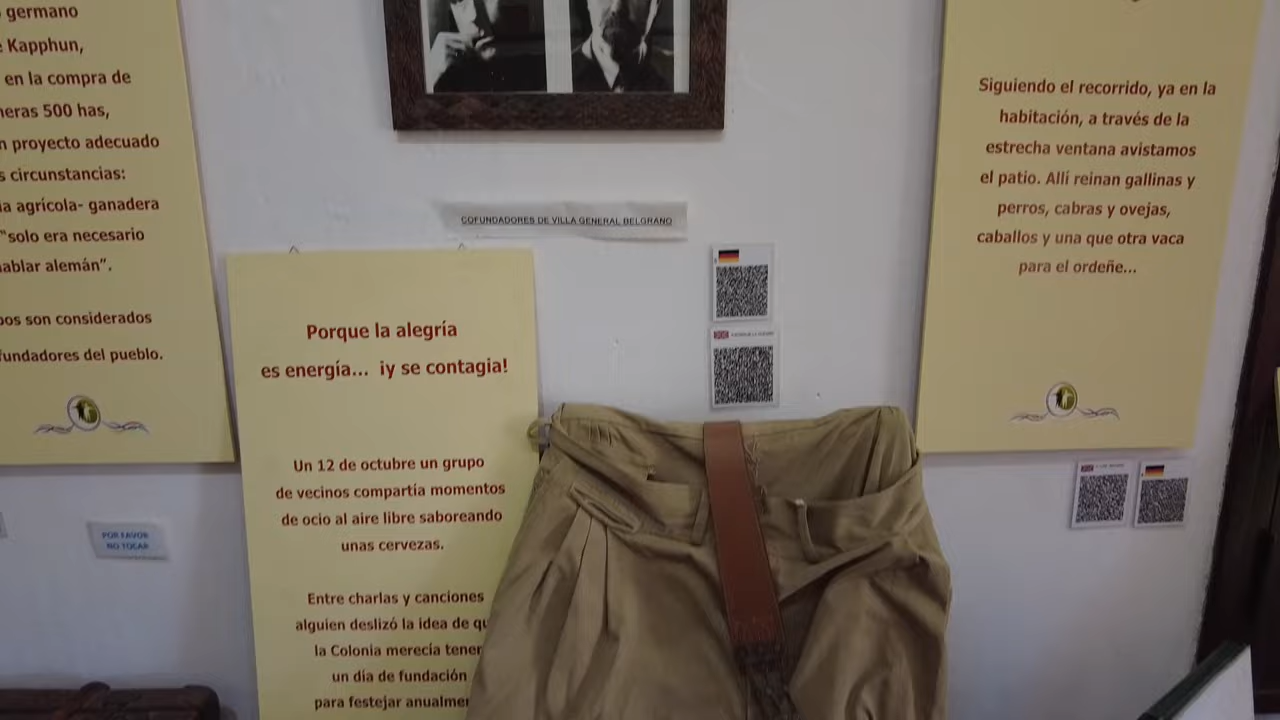 germano
Kapphun,
en la compra de
500 has,
proyecto adecuado
circunstancias:
agrícola- ganadera
"solo era necesario
hablar alemán".
son considerados
fundadores del pueblo.
POR FAVOR
NO TOCAR
COFUNDADORES DE VILLA GENERAL BELGRANO
Porque la alegría
es energía... ¡y se contagia!
Un 12 de octubre un grupo
de vecinos compartía momentos
de ocio al aire libre saboreando
unas cervezas.
Entre charlas y canciones
alguien deslizó la idea de qu
la Colonia merecía tener
un día de fundación
para festejar anualme
Siguiendo el recorrido, ya en la
habitación, a través de la
estrecha ventana avistamos
el patio. Allí reinan gallinas y
perros, cabras y ovejas,
caballos y una que otra vaca
para el ordeñe...